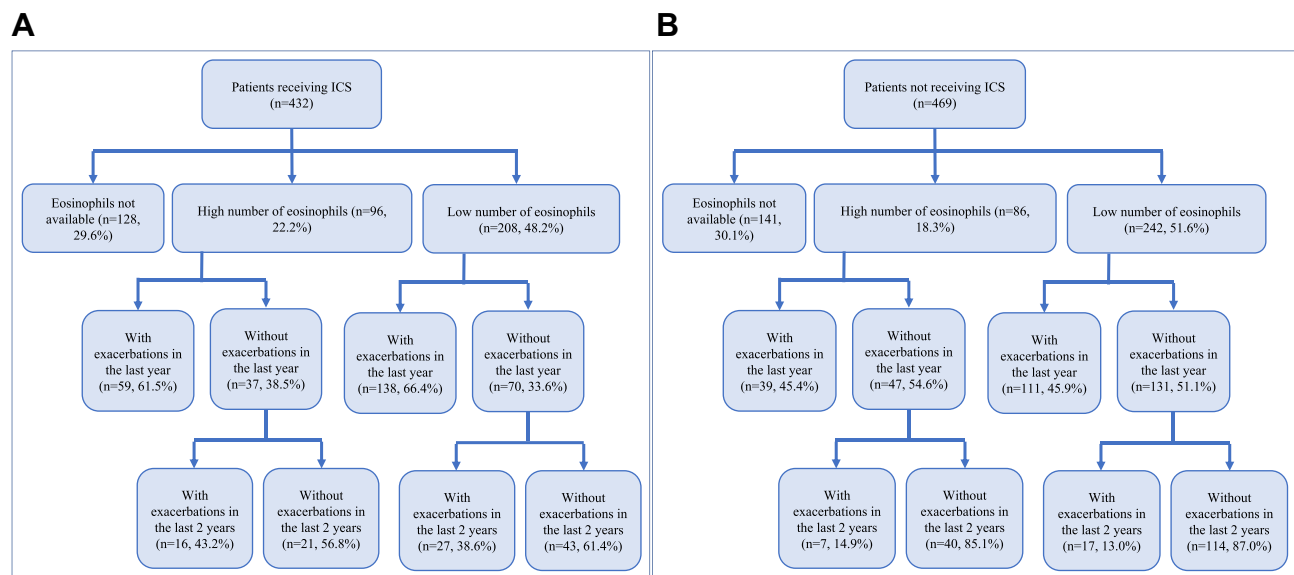 A
Patients receiving ICS
(n=432)
Eosinophils not
available (n=128,
29.6%)
High number of eosinophils (n=96,
22.2%)
Low number of eosinophils
(n=208, 48.2%)
With
exacerbations in
the last year
(n=59, 61.5%)
Without
exacerbations in
the last year
(n=37, 38.5%)
With
exacerbations in
the last year
(n=138, 66.4%)
Without
exacerbations in
the last year
(n=70, 33.6%)
With
exacerbations in
the last 2 years
(n=16, 43.2%)
Without
exacerbations in
the last 2 years
(n=21, 56.8%)
With
exacerbations in
the last 2 years
(n=27, 38.6%)
Without
exacerbations in
the last 2 years
(n=43, 61.4%)
B
Patients not receiving ICS
(n=469)
Eosinophils not
available (n=141,
30.1%)
High number of eosinophils (n=86,
18.3%)
Low number of eosinophils
(n=242, 51.6%)
With
exacerbations in
the last year
(n=39, 45.4%)
Without
exacerbations in
the last year
(n=47, 54.6%)
With
exacerbations in
the last year
(n=111, 45.9%)
Without
exacerbations in
the last year
(n=131, 51.1%)
With
exacerbations in
the last 2 years
(n=7, 14.9%)
Without
exacerbations in
the last 2 years
(n=40, 85.1%)
With
exacerbations in
the last 2 years
(n=17, 13.0%)
Without
exacerbations in
the last 2 years
(n=114, 87.0%)